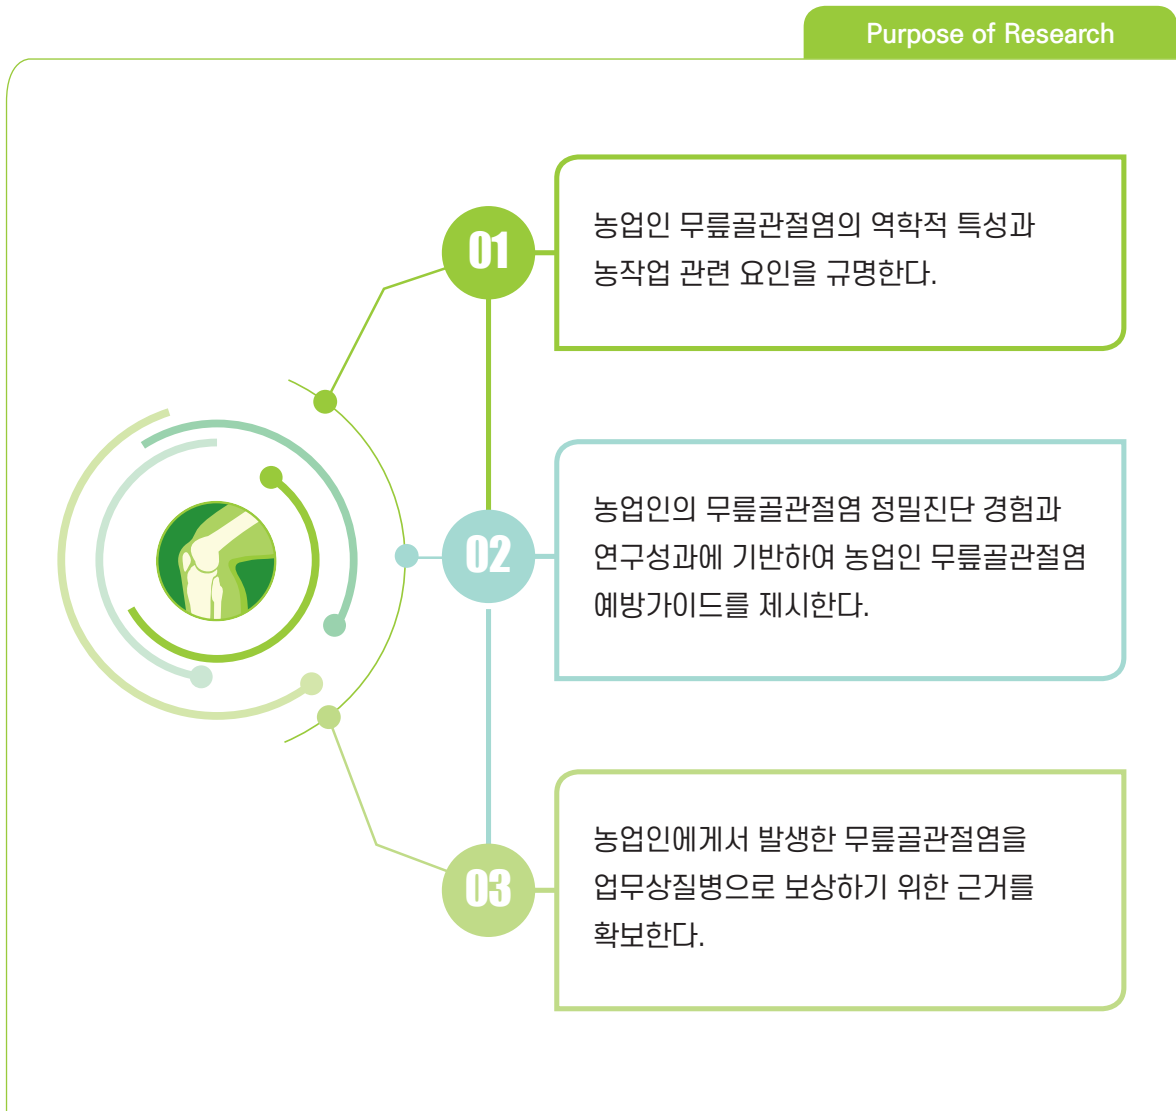 Purpose of Research
01
농업인 무릎골관절염의 역학적 특성과
농작업 관련 요인을 규명한다.
02
농업인의 무릎골관절염 정밀진단 경험과
연구성과에 기반하여 농업인 무릎골관절염
예방가이드를 제시한다.
03
농업인에게서 발생한 무릎골관절염을
업무상질병으로 보상하기 위한 근거를
확보한다.